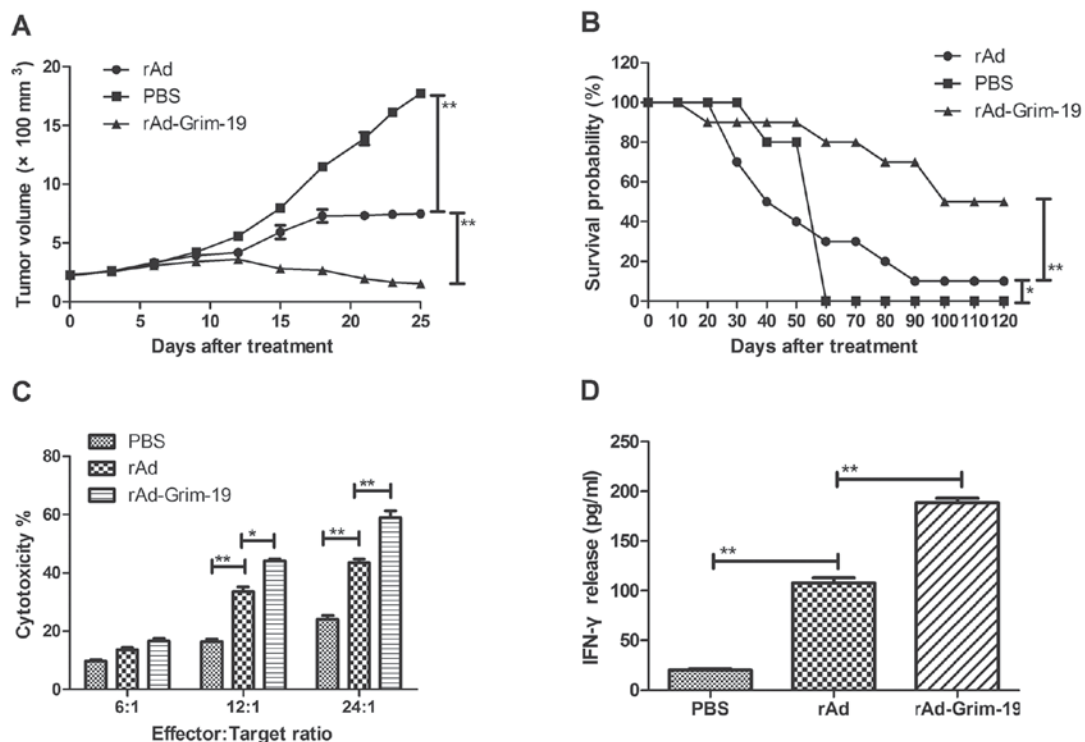 A
rAd
PBS
rAd-Grim-19
Tumor volume (× 100 mm ³)
20
15
10
5
0
0 5 10 15 20 25
Days after treatment
**
**
B
rAd
PBS
rAd-Grim-19
Survival probability (%)
120
100
80
60
40
20
0
0 10 20 30 40 50 60 70 80 90 100 110 120
Days after treatment
**
*
C
PBS
rAd
rAd-Grim-19
Cytotoxicity %
80
60
40
20
0
** * ** **
6:1 12:1 24:1
Effector:Target ratio
D
IFN-γ release (pg/ml)
250
200
150
100
50
0
**
**
PBS rAd rAd-Grim-19